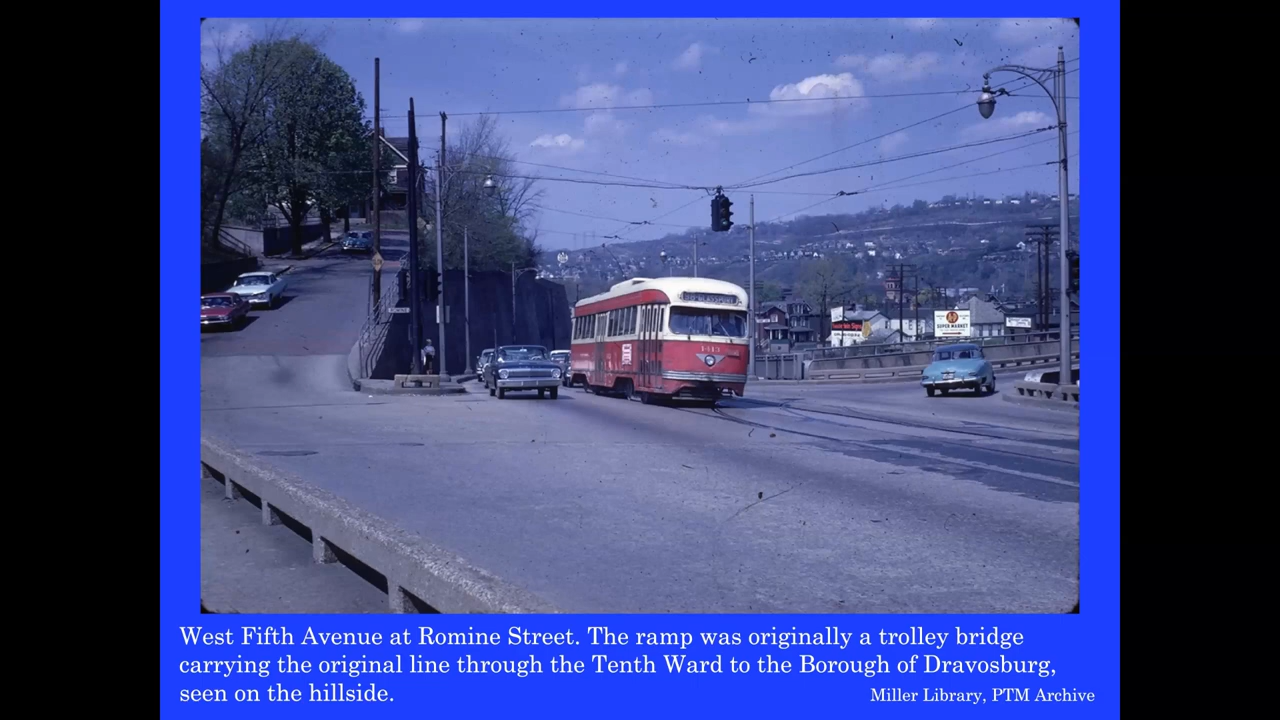 1413
SUPER MARKET
West Fifth Avenue at Romine Street. The ramp was originally a trolley bridge
carrying the original line through the Tenth Ward to the Borough of Dravosburg,
seen on the hillside.
Miller Library, PTM Archive